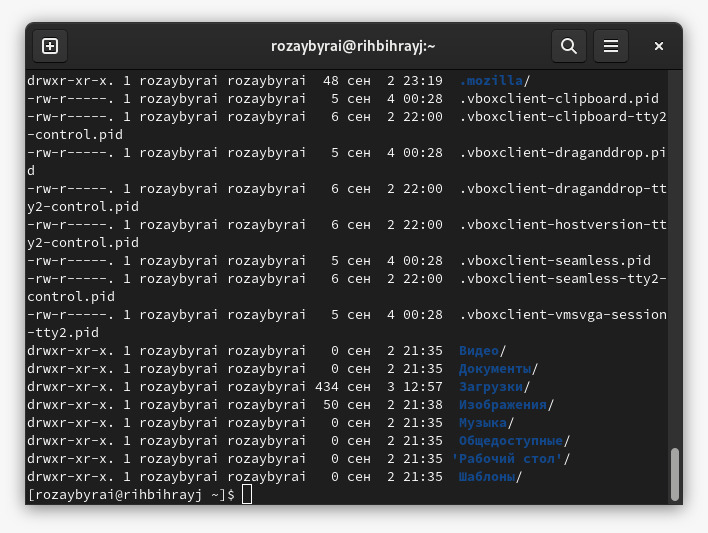 rozaybyrai@rihbihrayj:~
drwxr-xr-x. 1 rozaybyrai rozaybyrai  48 сен  2 23:19  .mozilla/
-rw-r-----. 1 rozaybyrai rozaybyrai   5 сен  4 00:28  .vboxclient-clipboard.pid
-rw-r-----. 1 rozaybyrai rozaybyrai   6 сен  2 22:00  .vboxclient-clipboard-tty2
-control.pid
-rw-r-----. 1 rozaybyrai rozaybyrai   5 сен  4 00:28  .vboxclient-draganddrop.pi
d
-rw-r-----. 1 rozaybyrai rozaybyrai   6 сен  2 22:00  .vboxclient-draganddrop-tt
y2-control.pid
-rw-r-----. 1 rozaybyrai rozaybyrai   6 сен  2 22:00  .vboxclient-hostversion-tt
y2-control.pid
-rw-r-----. 1 rozaybyrai rozaybyrai   5 сен  4 00:28  .vboxclient-seamless.pid
-rw-r-----. 1 rozaybyrai rozaybyrai   6 сен  2 22:00  .vboxclient-seamless-tty2-
control.pid
-rw-r-----. 1 rozaybyrai rozaybyrai   5 сен  4 00:28  .vboxclient-vmsvga-session
-tty2.pid
drwxr-xr-x. 1 rozaybyrai rozaybyrai   0 сен  2 21:35  Видео/
drwxr-xr-x. 1 rozaybyrai rozaybyrai   0 сен  2 21:35  Документы/
drwxr-xr-x. 1 rozaybyrai rozaybyrai 434 сен  3 12:57  Загрузки/
drwxr-xr-x. 1 rozaybyrai rozaybyrai  50 сен  2 21:38  Изображения/
drwxr-xr-x. 1 rozaybyrai rozaybyrai   0 сен  2 21:35  Музыка/
drwxr-xr-x. 1 rozaybyrai rozaybyrai   0 сен  2 21:35  Общедоступные/
drwxr-xr-x. 1 rozaybyrai rozaybyrai   0 сен  2 21:35 'Рабочий стол'/
drwxr-xr-x. 1 rozaybyrai rozaybyrai   0 сен  2 21:35  Шаблоны/
[rozaybyrai@rihbihrayj ~]$